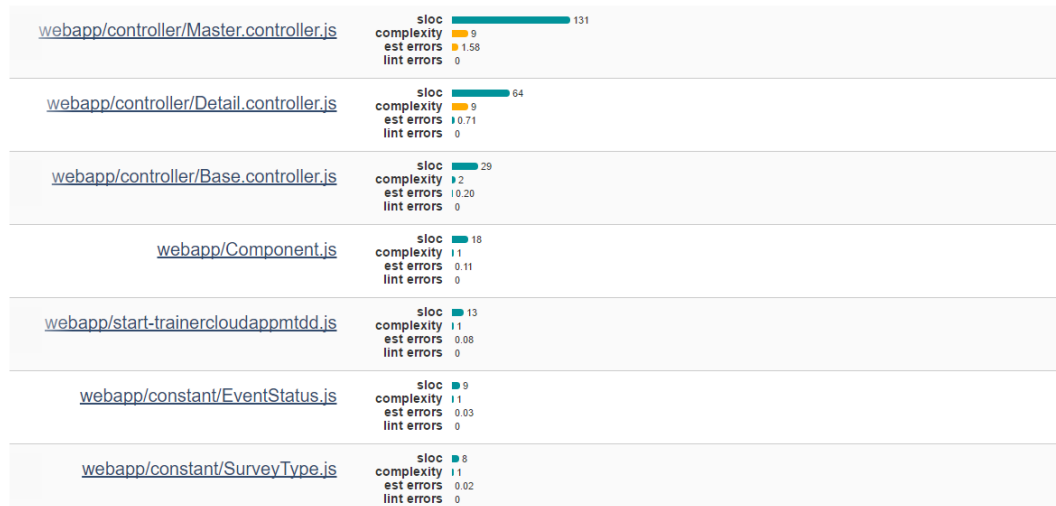 webapp/controller/Master.controller.js
sloc 131
complexity 9
est errors 1.58
lint errors 0
webapp/controller/Detail.controller.js
sloc 64
complexity 9
est errors 0.71
lint errors 0
webapp/controller/Base.controller.js
sloc 29
complexity 2
est errors 0.20
lint errors 0
webapp/Component.js
sloc 18
complexity 1
est errors 0.11
lint errors 0
webapp/start-trainercloudappmtdd.js
sloc 13
complexity 1
est errors 0.08
lint errors 0
webapp/constant/EventStatus.js
sloc 9
complexity 1
est errors 0.03
lint errors 0
webapp/constant/SurveyType.js
sloc 8
complexity 1
est errors 0.02
lint errors 0